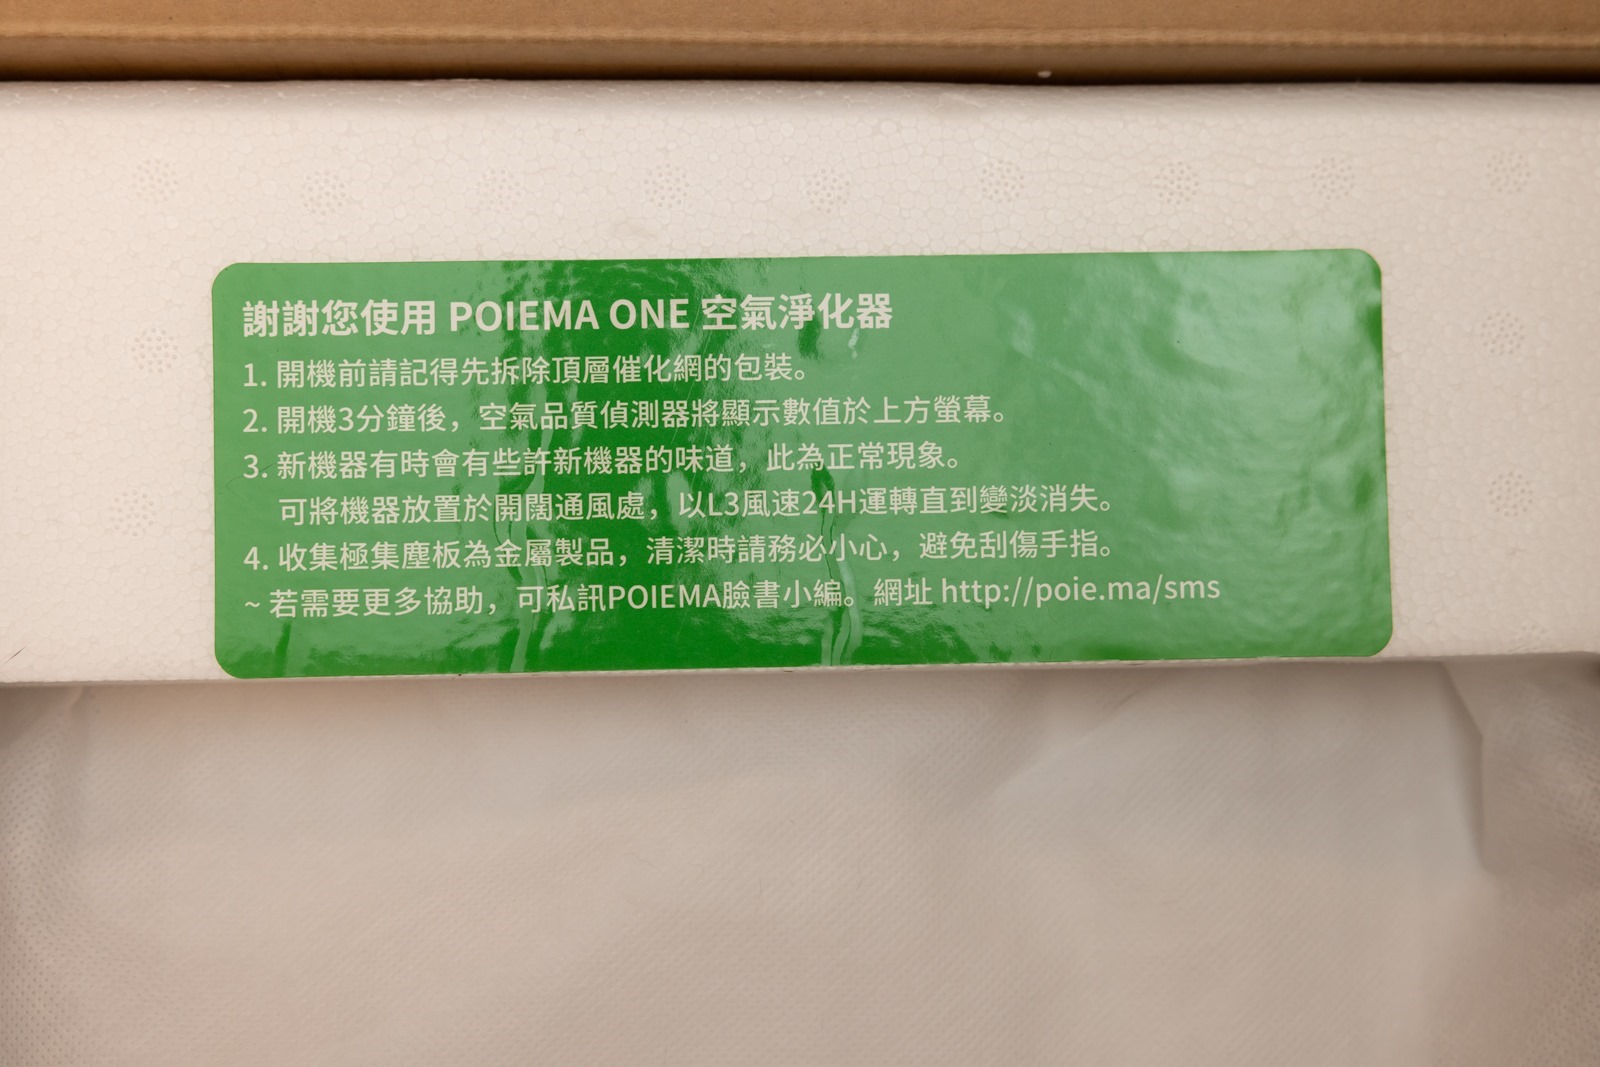 謝謝您使用 POIEMA ONE 空氣淨化器
1. 開機前請記得先拆除頂層催化網的包裝。
2. 開機3分鐘後，空氣品質偵測器將顯示數值於上方螢幕。
3. 新機器有時會有些許新機器的味道，此為正常現象。
可將機器放置於開闊通風處，以L3風速24H運轉直到變淡消失。
4. 收集極集塵板為金屬製品，清潔時請務必小心，避免刮傷手指。
~ 若需要更多協助，可私訊POIEMA臉書小編。網址 http://poie.ma/sms